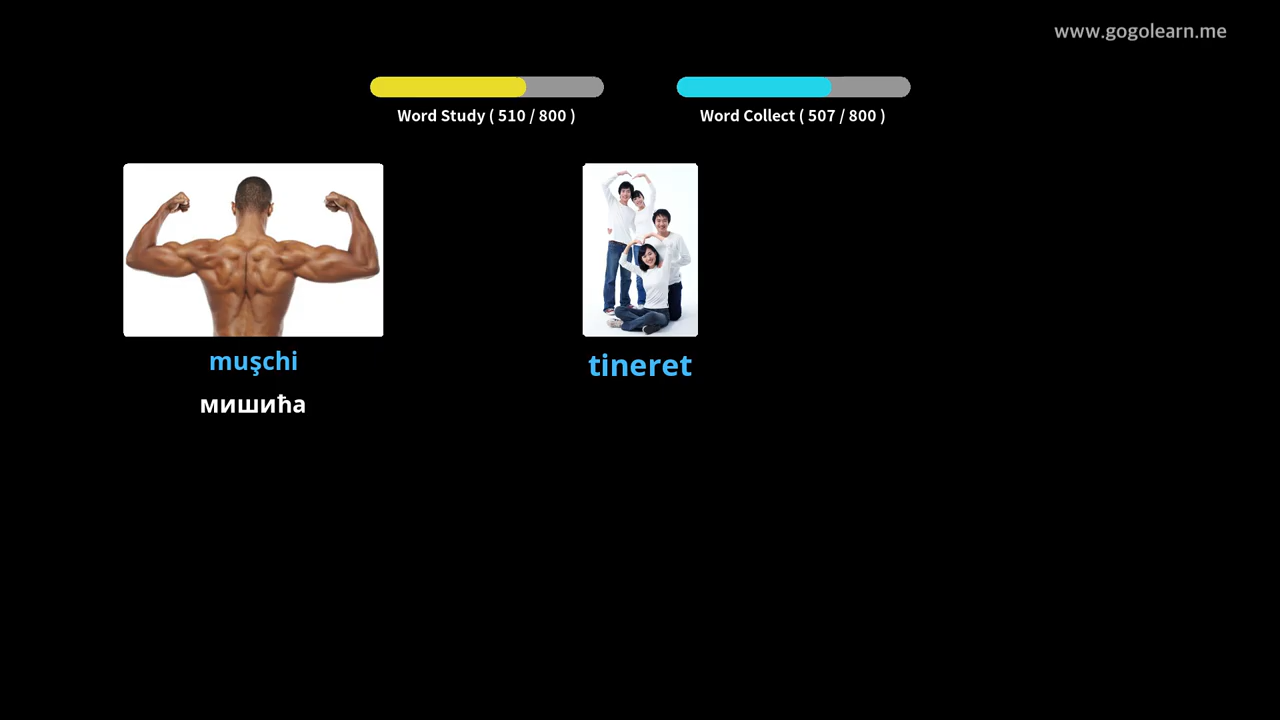 www.gogolearn.me
Word Study ( 510 / 800 )
Word Collect ( 507 / 800 )
muşchi
tineret
мишића